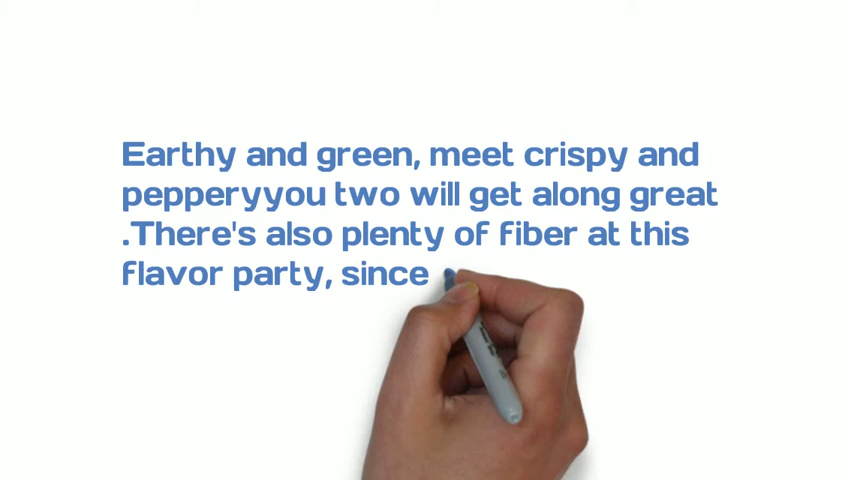 Earthy and green, meet crispy and
pepperyyou two will get along great
.There's also plenty of fiber at this
flavor party, since